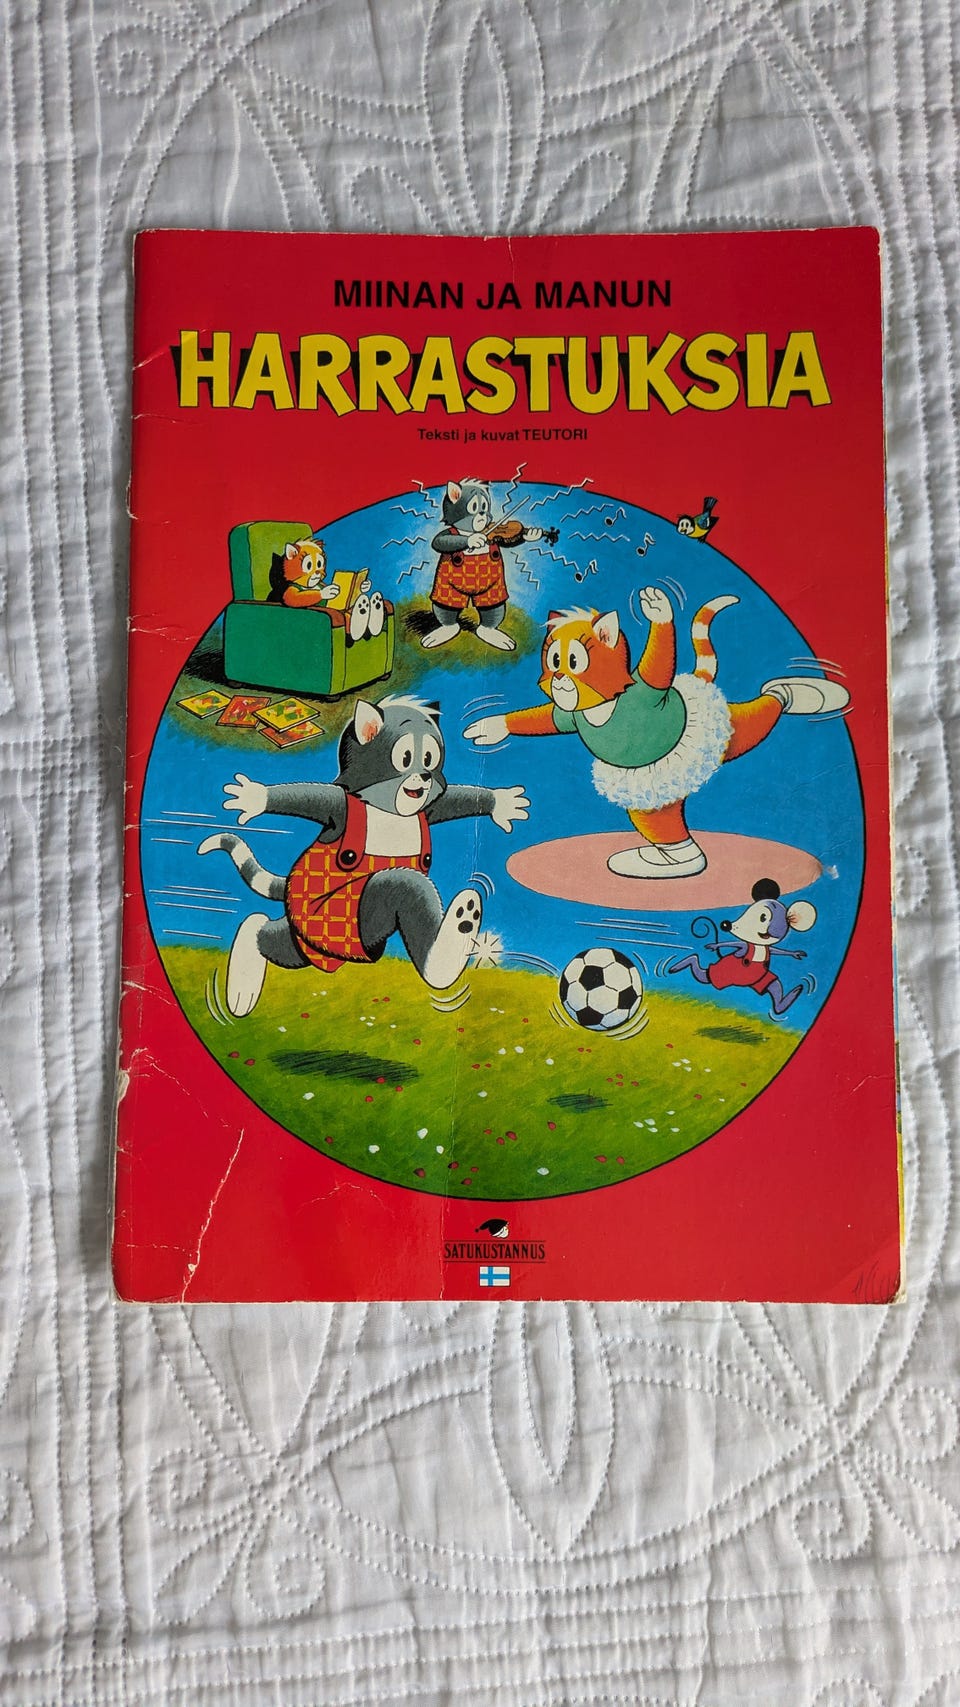 MIINAN JA MANUN
HARRASTUKSIA
Teksti ja kuvat TEUTORI
SATUKUSTANNUS